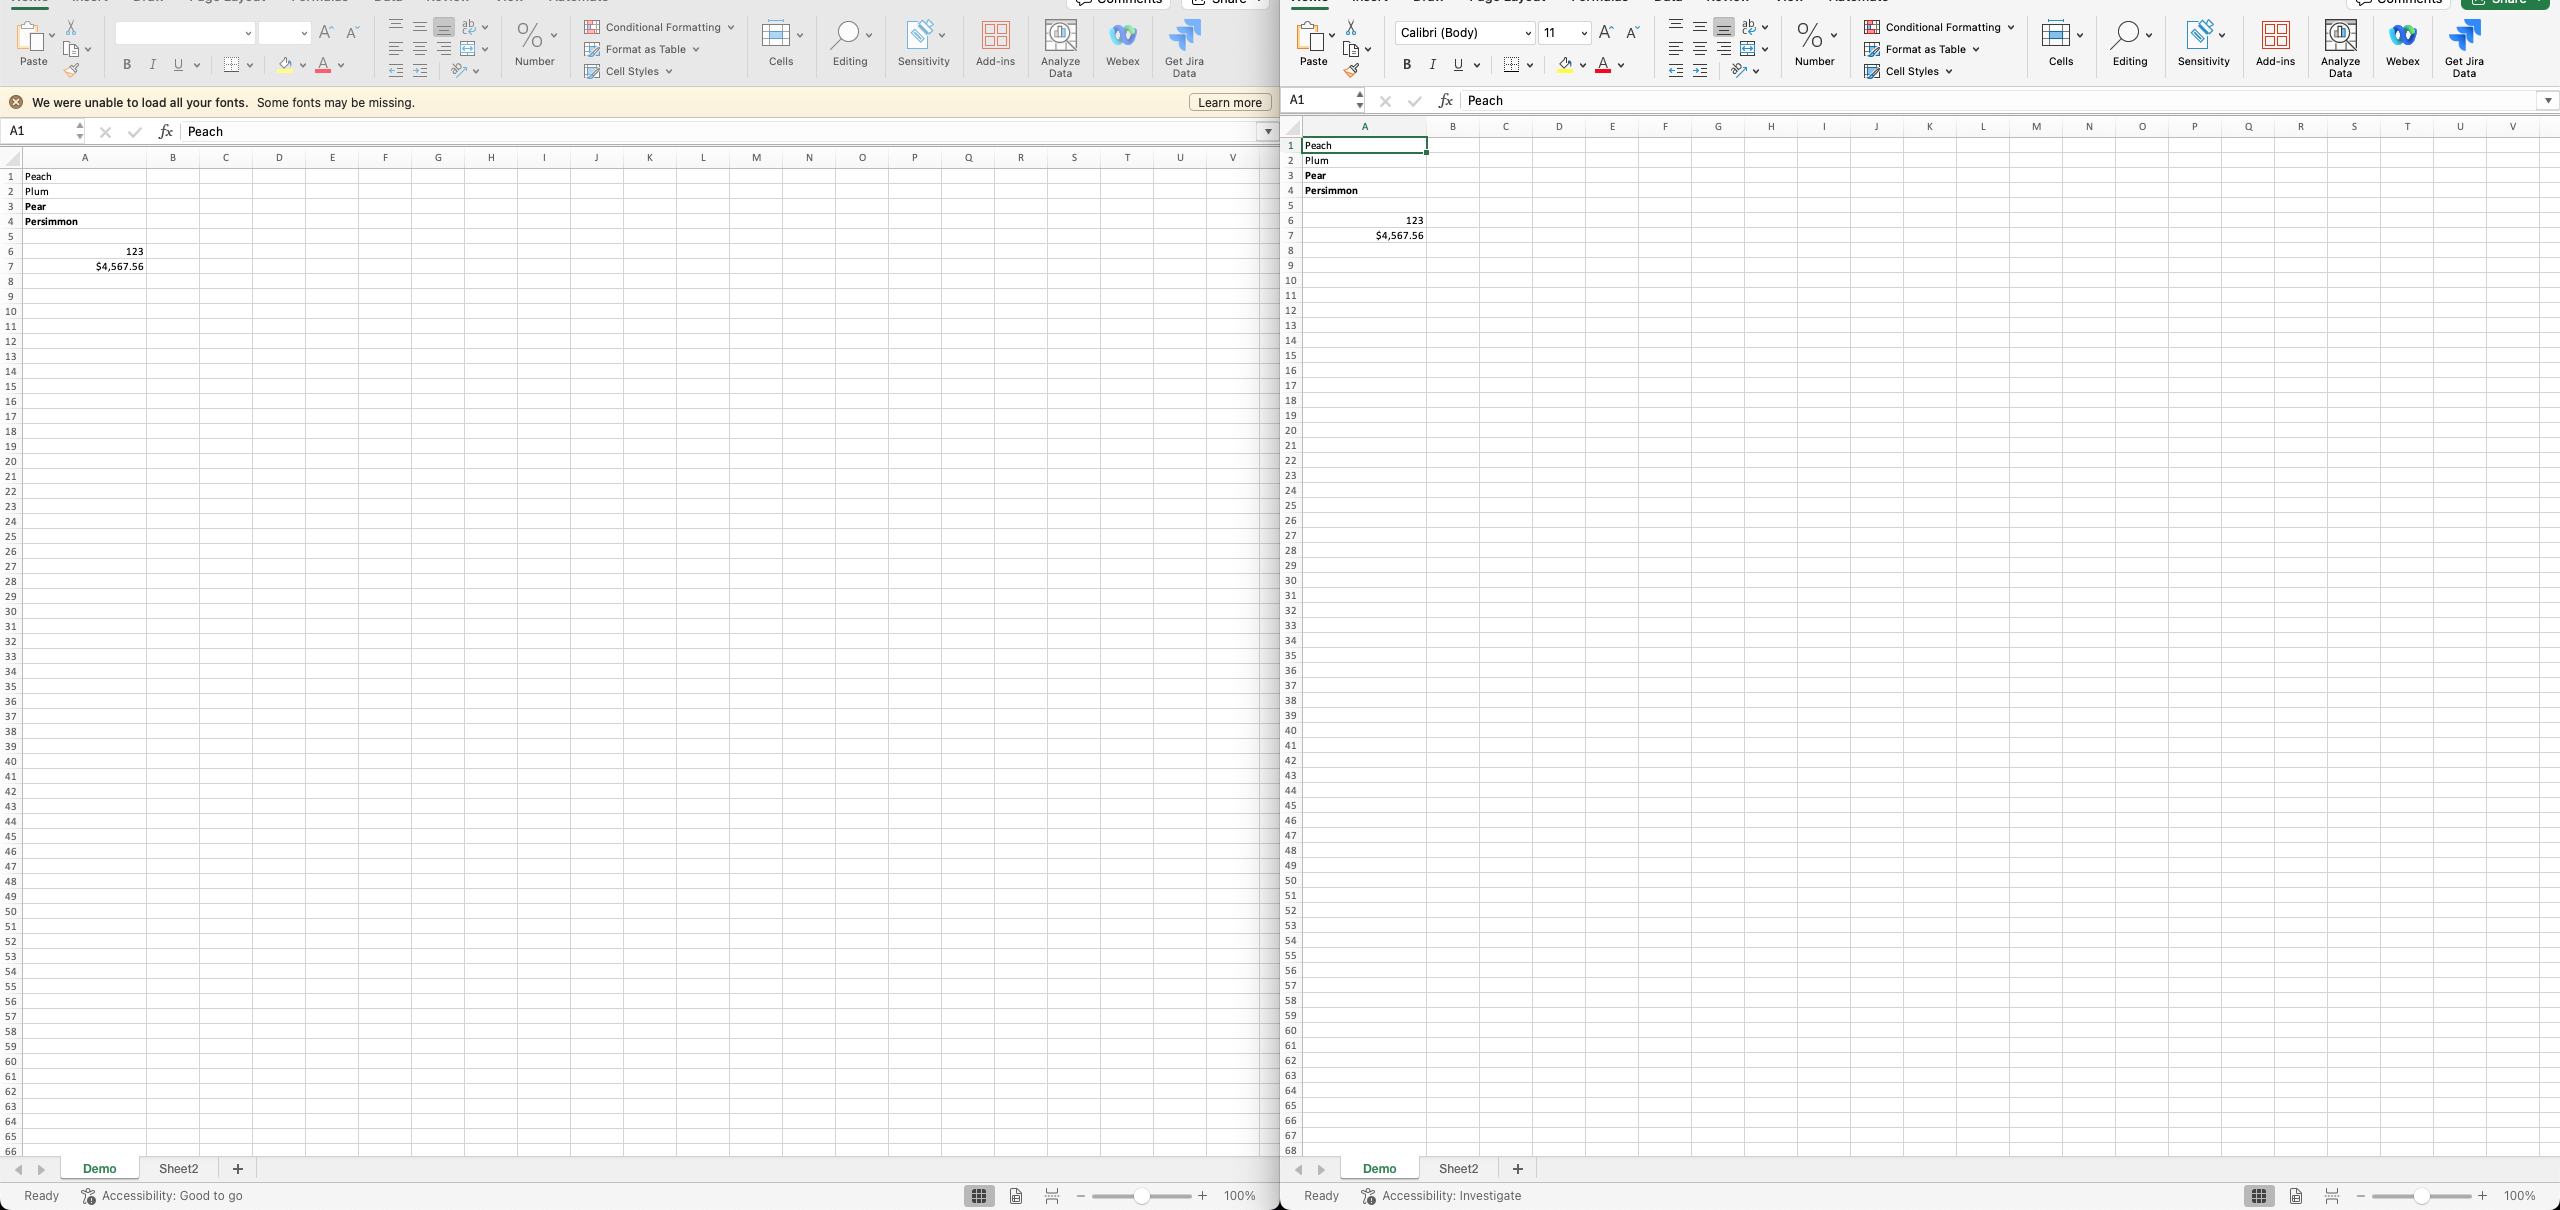 Comments Share
Paste
Number
Conditional Formatting
Format as Table
Cell Styles
Cells
Editing
Sensitivity
Add-ins
Analyze Data
Webex
Get Jira Data
B I U
We were unable to load all your fonts. Some fonts may be missing. Learn more
A1 fx Peach
A B C D E F G H I J K L M N O P Q R S T U V
1 Peach
2 Plum
3 Pear
4 Persimmon
5
6 123
7 $4,567.56
8
9
10
11
12
13
14
15
16
17
18
19
20
21
22
23
24
25
26
27
28
29
30
31
32
33
34
35
36
37
38
39
40
41
42
43
44
45
46
47
48
49
50
51
52
53
54
55
56
57
58
59
60
61
62
63
64
65
66
Demo Sheet2 +
Ready Accessibility: Good to go 100%
Comments Share
Paste
Calibri (Body) 11
B I U
Number
Conditional Formatting
Format as Table
Cell Styles
Cells
Editing
Sensitivity
Add-ins
Analyze Data
Webex
Get Jira Data
A1 fx Peach
A B C D E F G H I J K L M N O P Q R S T U V
1 Peach
2 Plum
3 Pear
4 Persimmon
5
6 123
7 $4,567.56
8
9
10
11
12
13
14
15
16
17
18
19
20
21
22
23
24
25
26
27
28
29
30
31
32
33
34
35
36
37
38
39
40
41
42
43
44
45
46
47
48
49
50
51
52
53
54
55
56
57
58
59
60
61
62
63
64
65
66
67
68
Demo Sheet2 +
Ready Accessibility: Investigate 100%